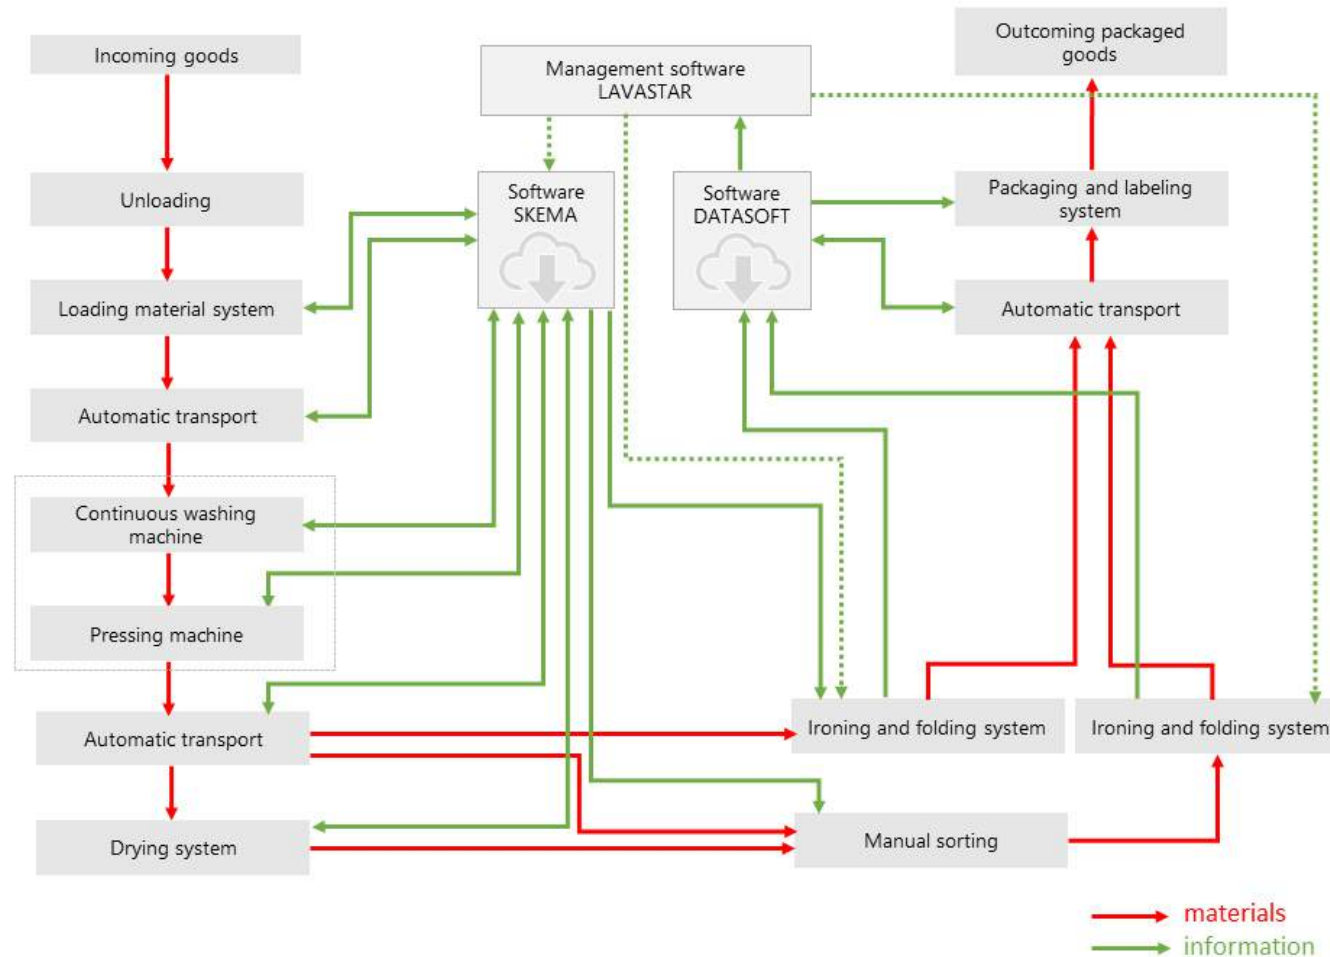 Incoming goods
Unloading
Loading material system
Automatic transport
Continuous washing
machine
Pressing machine
Automatic transport
Drying system
Management software
LAVASTAR
Software
SKEMA
Software
DATASOFT
Outcoming packaged
goods
Packaging and labeling
system
Automatic transport
Ironing and folding system
Ironing and folding system
Manual sorting
materials
information